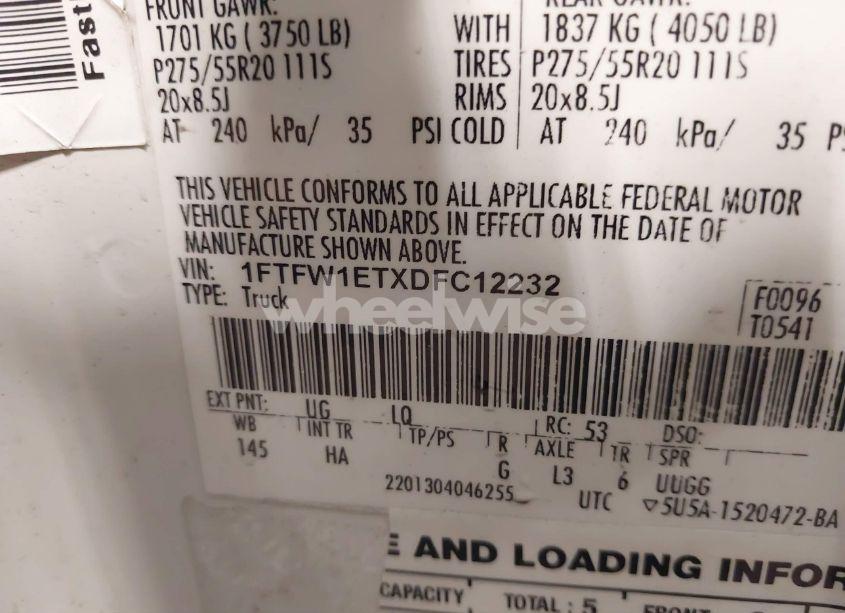 Fast
FRONT GAWR:
1701 KG ( 3750 LB)
P275/55R20 111S
20x8.5J
AT 240 kPa/ 35 PSI COLD
WITH
TIRES
RIMS
REAR GAWR:
1837 KG ( 4050 LB)
P275/55R20 111S
20x8.5J
AT 240 kPa/ 35 PS
THIS VEHICLE CONFORMS TO ALL APPLICABLE FEDERAL MOTOR
VEHICLE SAFETY STANDARDS IN EFFECT ON THE DATE OF
MANUFACTURE SHOWN ABOVE.
VIN: 1FTFW1ETXDFC12232
TYPE: Truck
F0096
T0541
wheelwise
EXT PNT: UG LQ RC: 53 DSO:
WB INT TR TP/PS R AXLE TR SPR
145 HA G L3 6 UUGG
2201304046255 UTC ▽5U5A-1520472-BA
E AND LOADING INFOR
CAPACITY TOTAL : 5